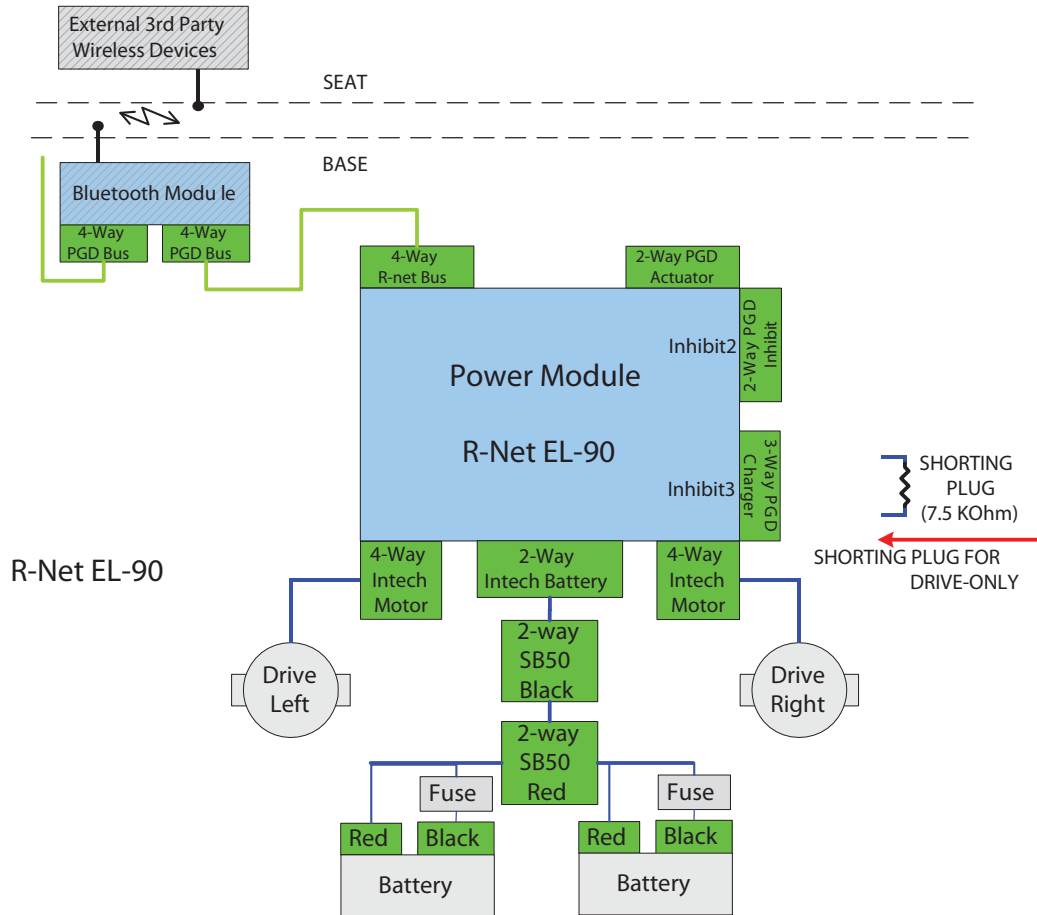 External 3rd Party
Wireless Devices
SEAT
BASE
Bluetooth Module
4-Way
PGD Bus
4-Way
PGD Bus
4-Way
R-net Bus
2-Way PGD
Actuator
Inhibit2
2-Way PGD
Inhibit
Power Module
R-Net EL-90
Inhibit3
3-Way PGD
Charger
SHORTING
PLUG
(7.5 KOhm)
SHORTING PLUG FOR
DRIVE-ONLY
R-Net EL-90
4-Way
Intech
Motor
2-Way
Intech Battery
4-Way
Intech
Motor
2-way
SB50
Black
Drive
Left
Drive
Right
2-way
SB50
Red
Fuse
Fuse
Red
Black
Red
Black
Battery
Battery